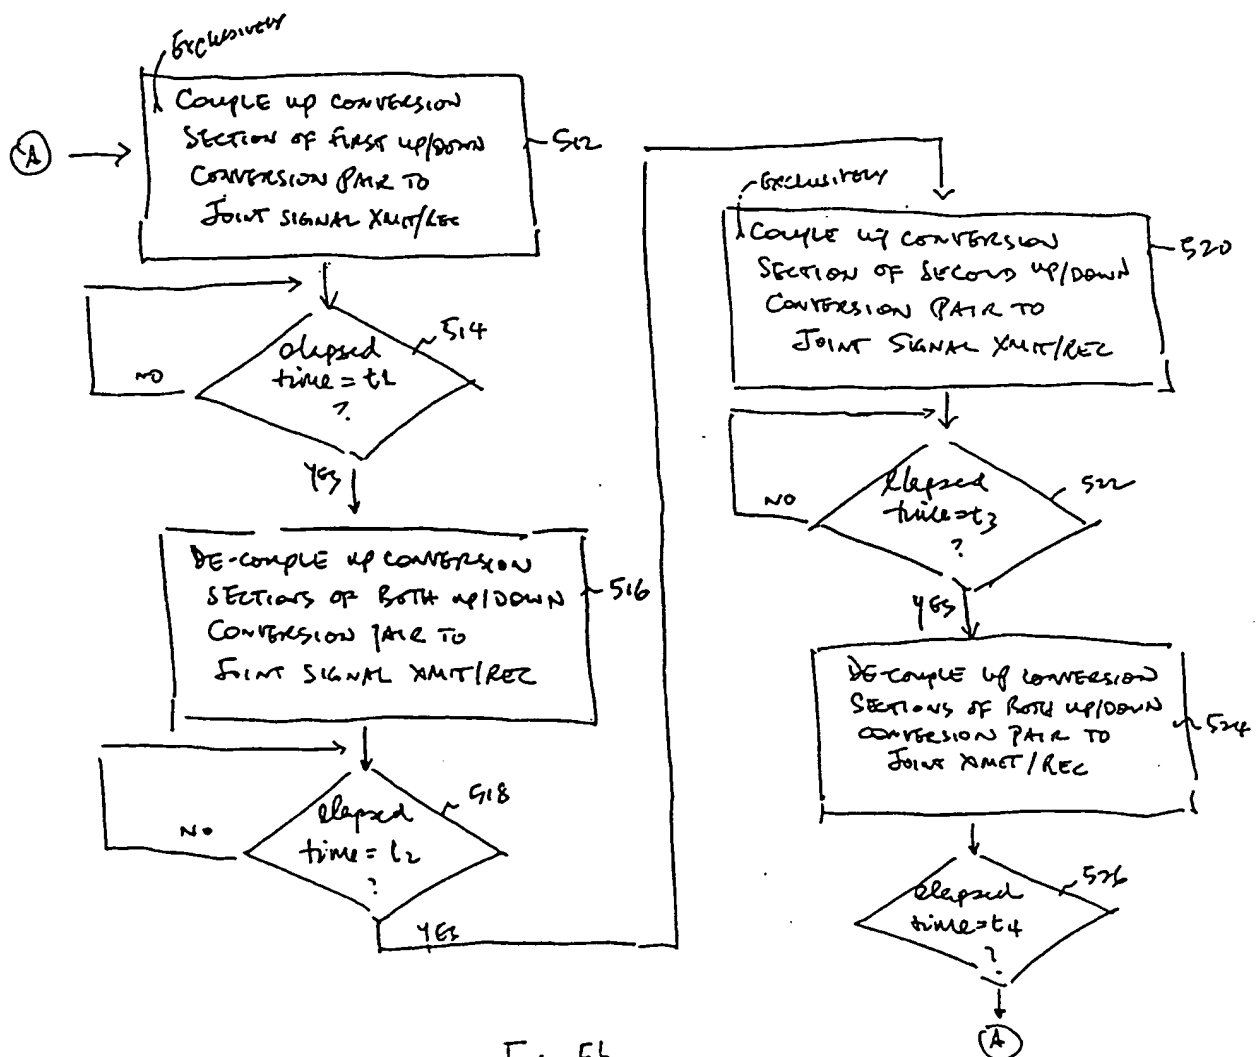 EXCLUSIVELY
A
COUPLE UP CONVERSION
SECTION OF FIRST UP/DOWN
CONVERSION PAIR TO
JOINT SIGNAL XMIT/REC
512
elapsed
time = t1
?
514
NO
YES
DE-COUPLE UP CONVERSION
SECTIONS OF BOTH UP/DOWN
CONVERSION PAIR TO
JOINT SIGNAL XMIT/REC
516
elapsed
time = t2
?
518
NO
YES
EXCLUSIVELY
COUPLE UP CONVERSION
SECTION OF SECOND UP/DOWN
CONVERSION PAIR TO
JOINT SIGNAL XMIT/REC
520
elapsed
time = t3
?
522
NO
YES
DE-COUPLE UP CONVERSION
SECTIONS OF BOTH UP/DOWN
CONVERSION PAIR TO
JOINT XMIT/REC
524
elapsed
time = t4
?
526
A